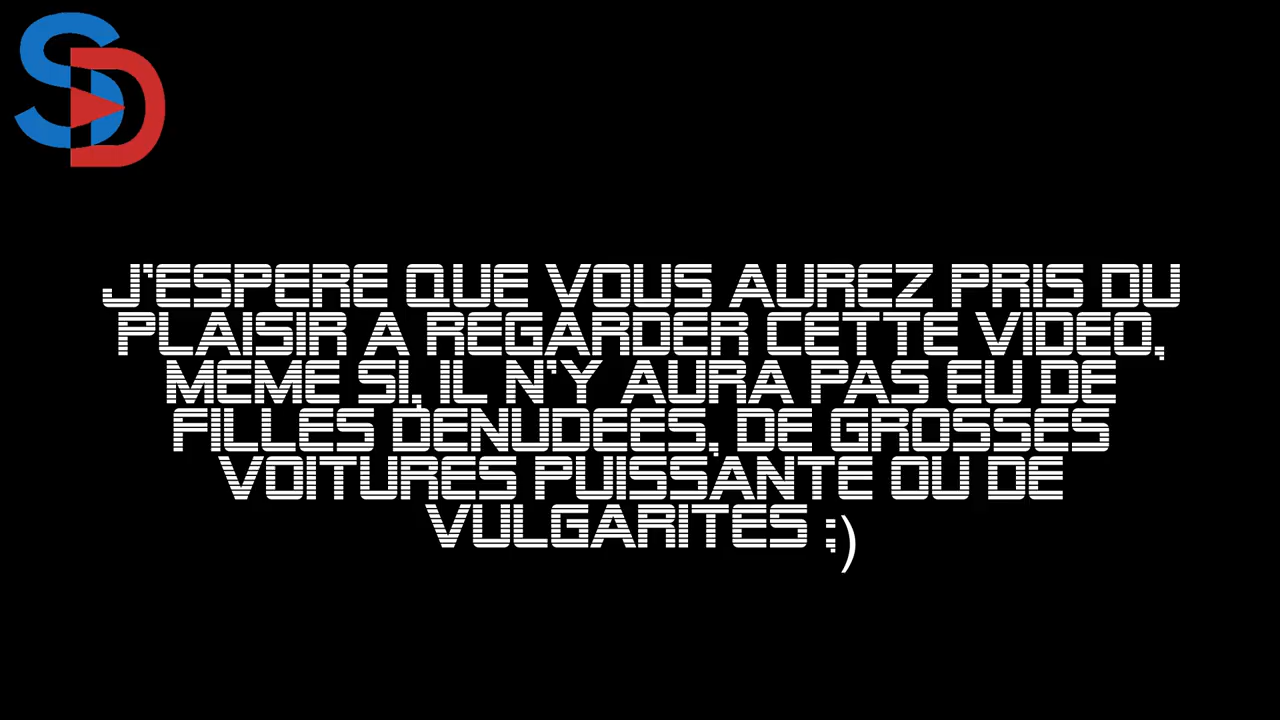 SD
J'ESPERE QUE VOUS AUREZ PRIS DU
PLAISIR A REGARDER CETTE VIDEO,
MEME SI, IL N'Y AURA PAS EU DE
FILLES DENUDEES, DE GROSSES
VOITURES PUISSANTE OU DE
VULGARITES ;)